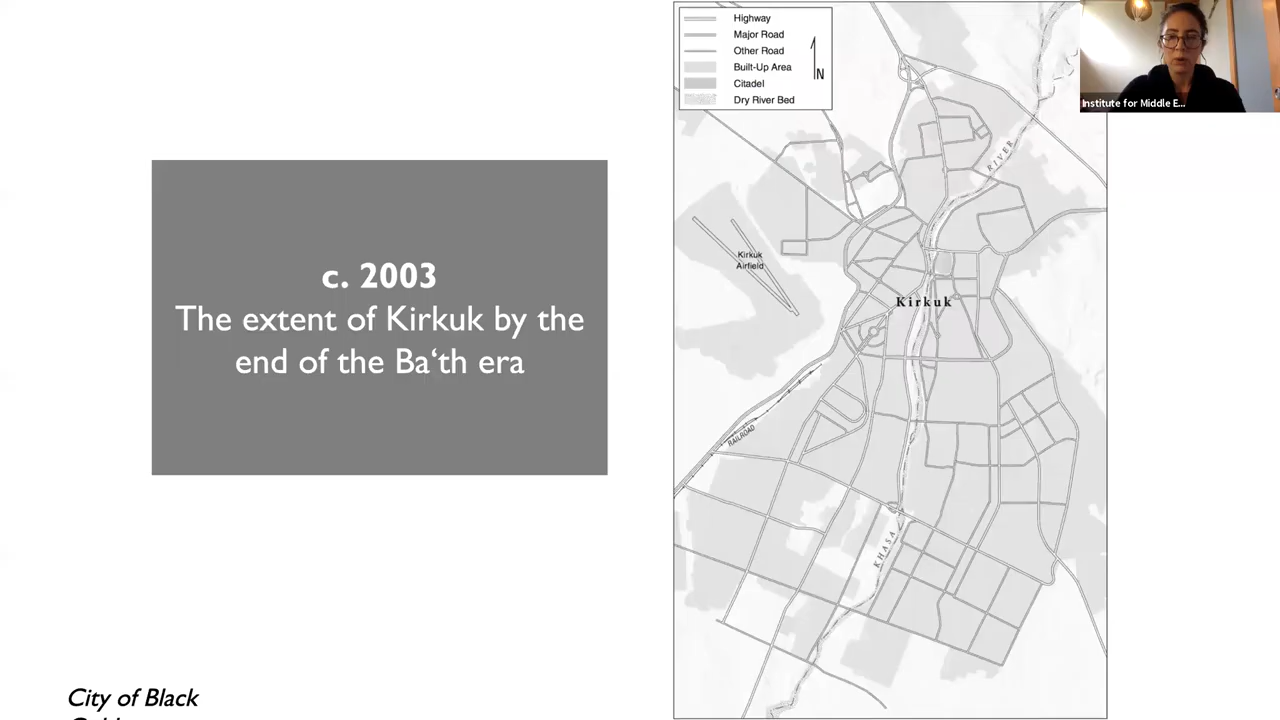 c. 2003
The extent of Kirkuk by the
end of the Ba‘th era
City of Black
Highway
Major Road
Other Road
Built-Up Area
Citadel
Dry River Bed
N
RIVER
Kirkuk
Airfield
Kirkuk
RAILROAD
KHASA
Institute for Middle E...